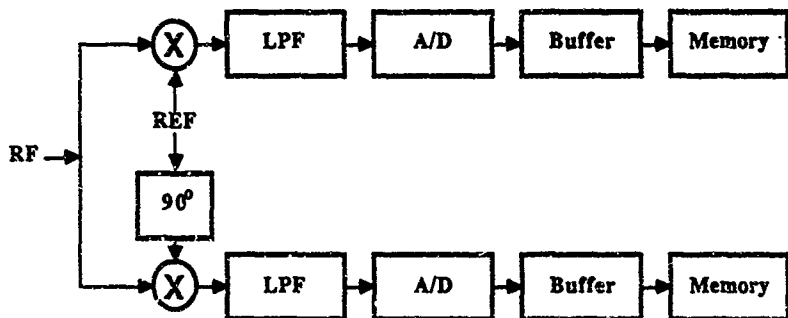 X LPF A/D Buffer Memory
REF
RF
90°
X LPF A/D Buffer Memory